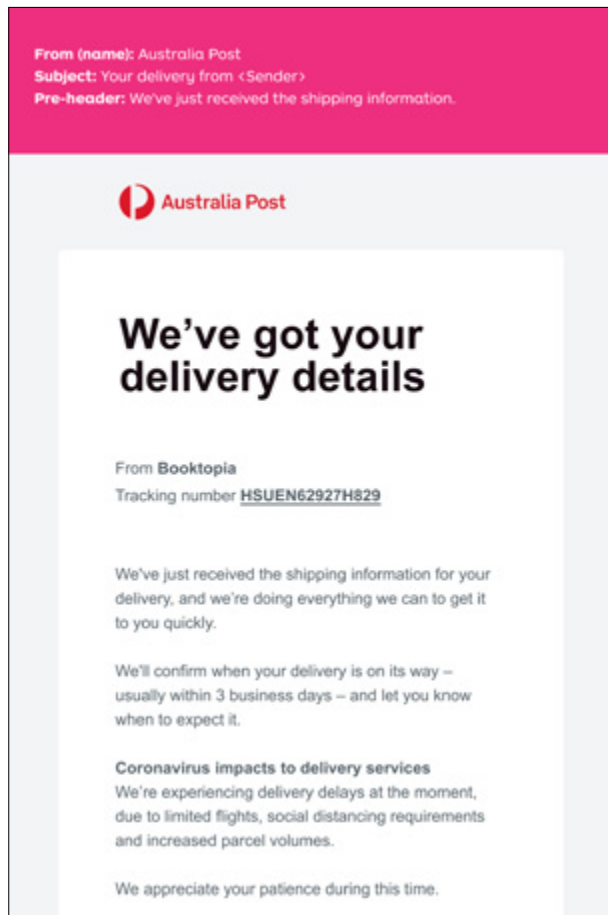 From (name): Australia Post
Subject: Your delivery from <Sender>
Pre-header: We've just received the shipping information.
Australia Post
We've got your
delivery details
From Booktopia
Tracking number HSUEN62927H829
We've just received the shipping information for your
delivery, and we're doing everything we can to get it
to you quickly.
We'll confirm when your delivery is on its way –
usually within 3 business days – and let you know
when to expect it.
Coronavirus impacts to delivery services
We're experiencing delivery delays at the moment,
due to limited flights, social distancing requirements
and increased parcel volumes.
We appreciate your patience during this time.